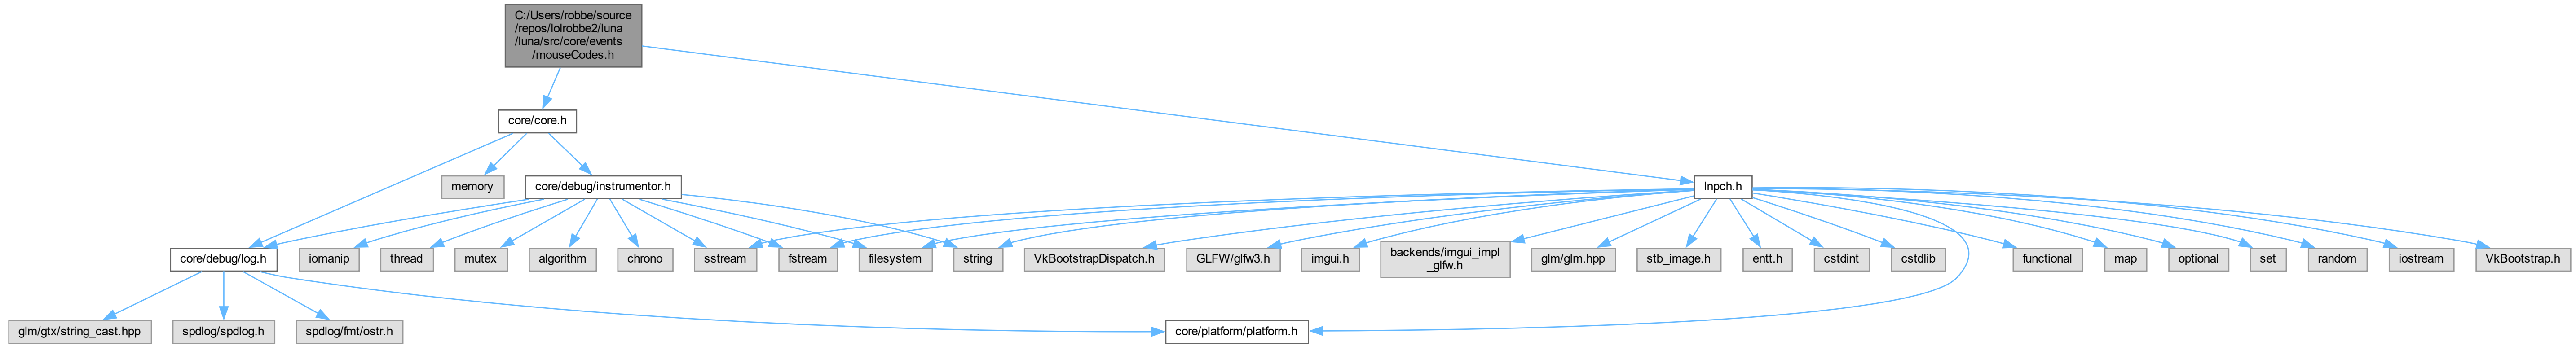 C:/Users/robbe/source
/repos/lolrobbe2/luna
/luna/src/core/events
/mouseCodes.h
core/core.h
memory
core/debug/instrumentor.h
lnpch.h
core/debug/log.h
iomanip
thread
mutex
algorithm
chrono
sstream
fstream
filesystem
string
VkBootstrapDispatch.h
GLFW/glfw3.h
imgui.h
backends/imgui_impl
_glfw.h
glm/glm.hpp
stb_image.h
entt.h
cstdint
cstdlib
functional
map
optional
set
random
iostream
VkBootstrap.h
glm/gtx/string_cast.hpp
spdlog/spdlog.h
spdlog/fmt/ostr.h
core/platform/platform.h